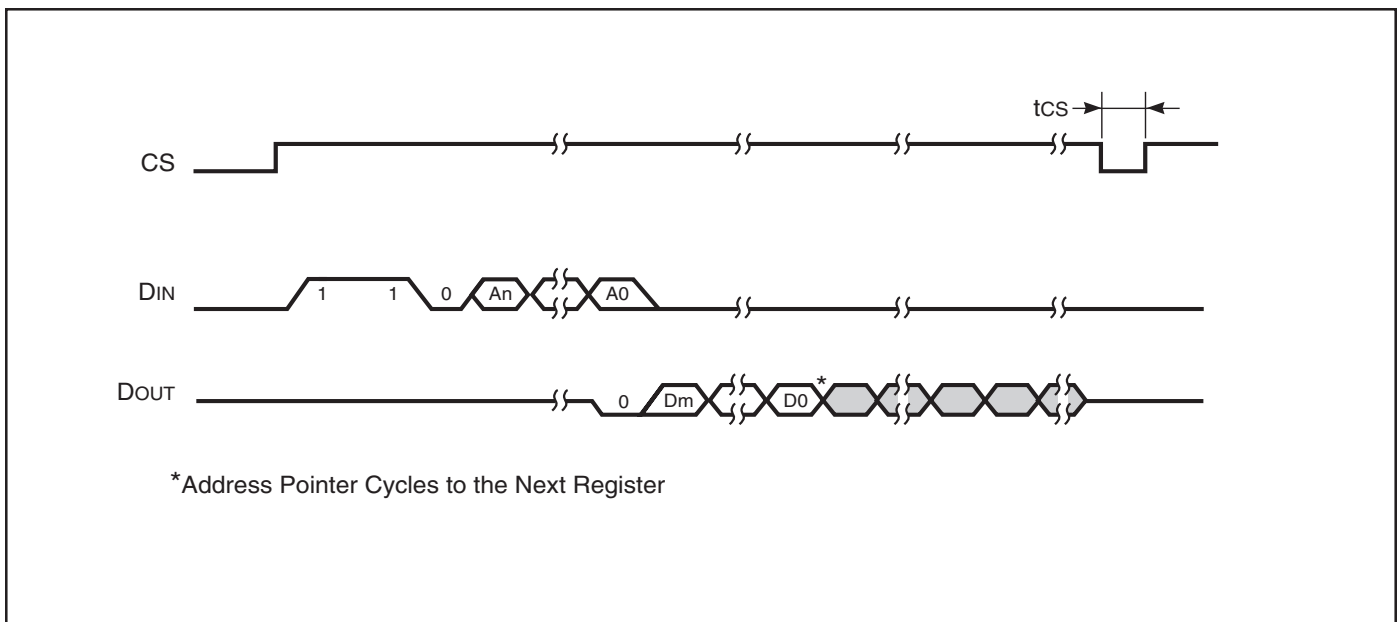 tCS
CS
DIN 1 1 0 An A0
DOUT 0 Dm D0 *
*Address Pointer Cycles to the Next Register